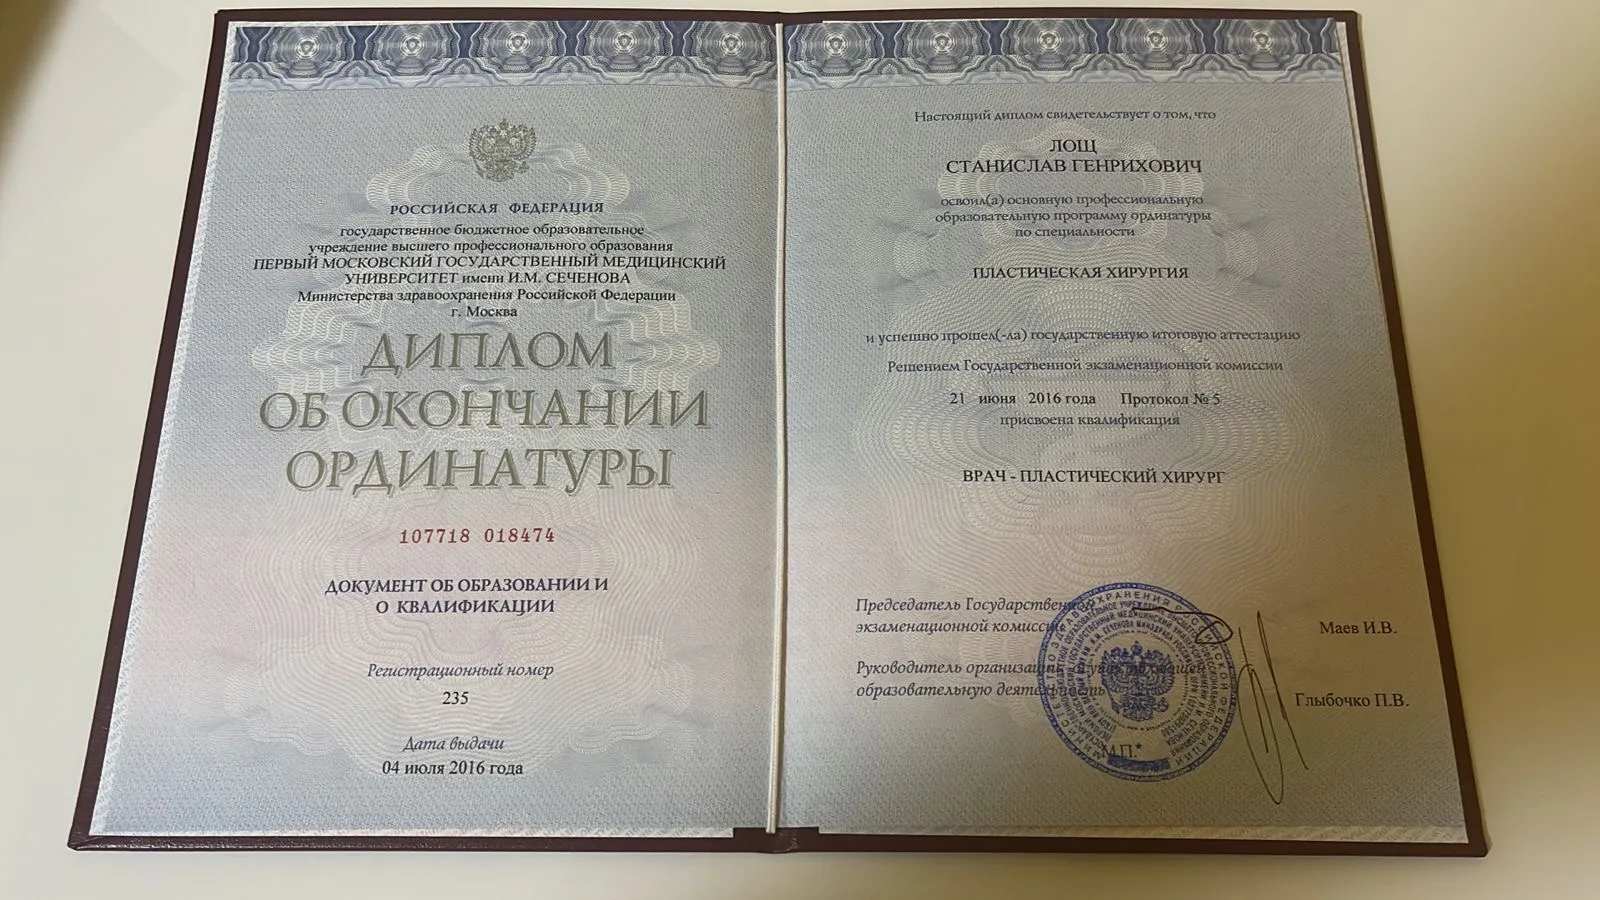 РОССИЙСКАЯ ФЕДЕРАЦИЯ
государственное бюджетное образовательное
учреждение высшего профессионального образования
ПЕРВЫЙ МОСКОВСКИЙ ГОСУДАРСТВЕННЫЙ МЕДИЦИНСКИЙ
УНИВЕРСИТЕТ имени И.М. СЕЧЕНОВА
Министерства здравоохранения Российской Федерации
г. Москва
ДИПЛОМ
ОБ ОКОНЧАНИИ
ОРДИНАТУРЫ
107718 018474
ДОКУМЕНТ ОБ ОБРАЗОВАНИИ И
О КВАЛИФИКАЦИИ
Регистрационный номер
235
Дата выдачи
04 июля 2016 года
Настоящий диплом свидетельствует о том, что
ЛОЩ
СТАНИСЛАВ ГЕНРИХОВИЧ
освоил(а) основную профессиональную
образовательную программу ординатуры
по специальности
ПЛАСТИЧЕСКАЯ ХИРУРГИЯ
и успешно прошел(-ла) государственную итоговую аттестацию
Решением Государственной экзаменационной комиссии
21 июня 2016 года Протокол № 5
присвоена квалификация
ВРАЧ - ПЛАСТИЧЕСКИЙ ХИРУРГ
Председатель Государственной
экзаменационной комиссии
Маев И.В.
Руководитель организации, осуществляющей
образовательную деятельность
Глыбочко П.В.
М.П.